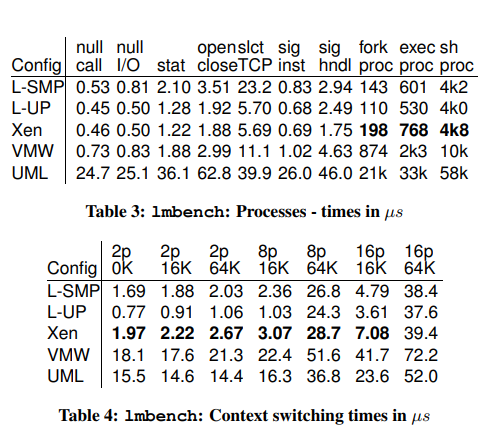 null null openslct sig sig fork exec sh
Config call I/O stat closeTCP inst hndl proc proc proc
L-SMP 0.53 0.81 2.10 3.51 23.2 0.83 2.94 143 601 4k2
L-UP 0.45 0.50 1.28 1.92 5.70 0.68 2.49 110 530 4k0
Xen 0.46 0.50 1.22 1.88 5.69 0.69 1.75 198 768 4k8
VMW 0.73 0.83 1.88 2.99 11.1 1.02 4.63 874 2k3 10k
UML 24.7 25.1 36.1 62.8 39.9 26.0 46.0 21k 33k 58k
Table 3: lmbench: Processes - times in μs
2p 2p 2p 8p 8p 16p 16p
Config 0K 16K 64K 16K 64K 16K 64K
L-SMP 1.69 1.88 2.03 2.36 26.8 4.79 38.4
L-UP 0.77 0.91 1.06 1.03 24.3 3.61 37.6
Xen 1.97 2.22 2.67 3.07 28.7 7.08 39.4
VMW 18.1 17.6 21.3 22.4 51.6 41.7 72.2
UML 15.5 14.6 14.4 16.3 36.8 23.6 52.0
Table 4: lmbench: Context switching times in μs